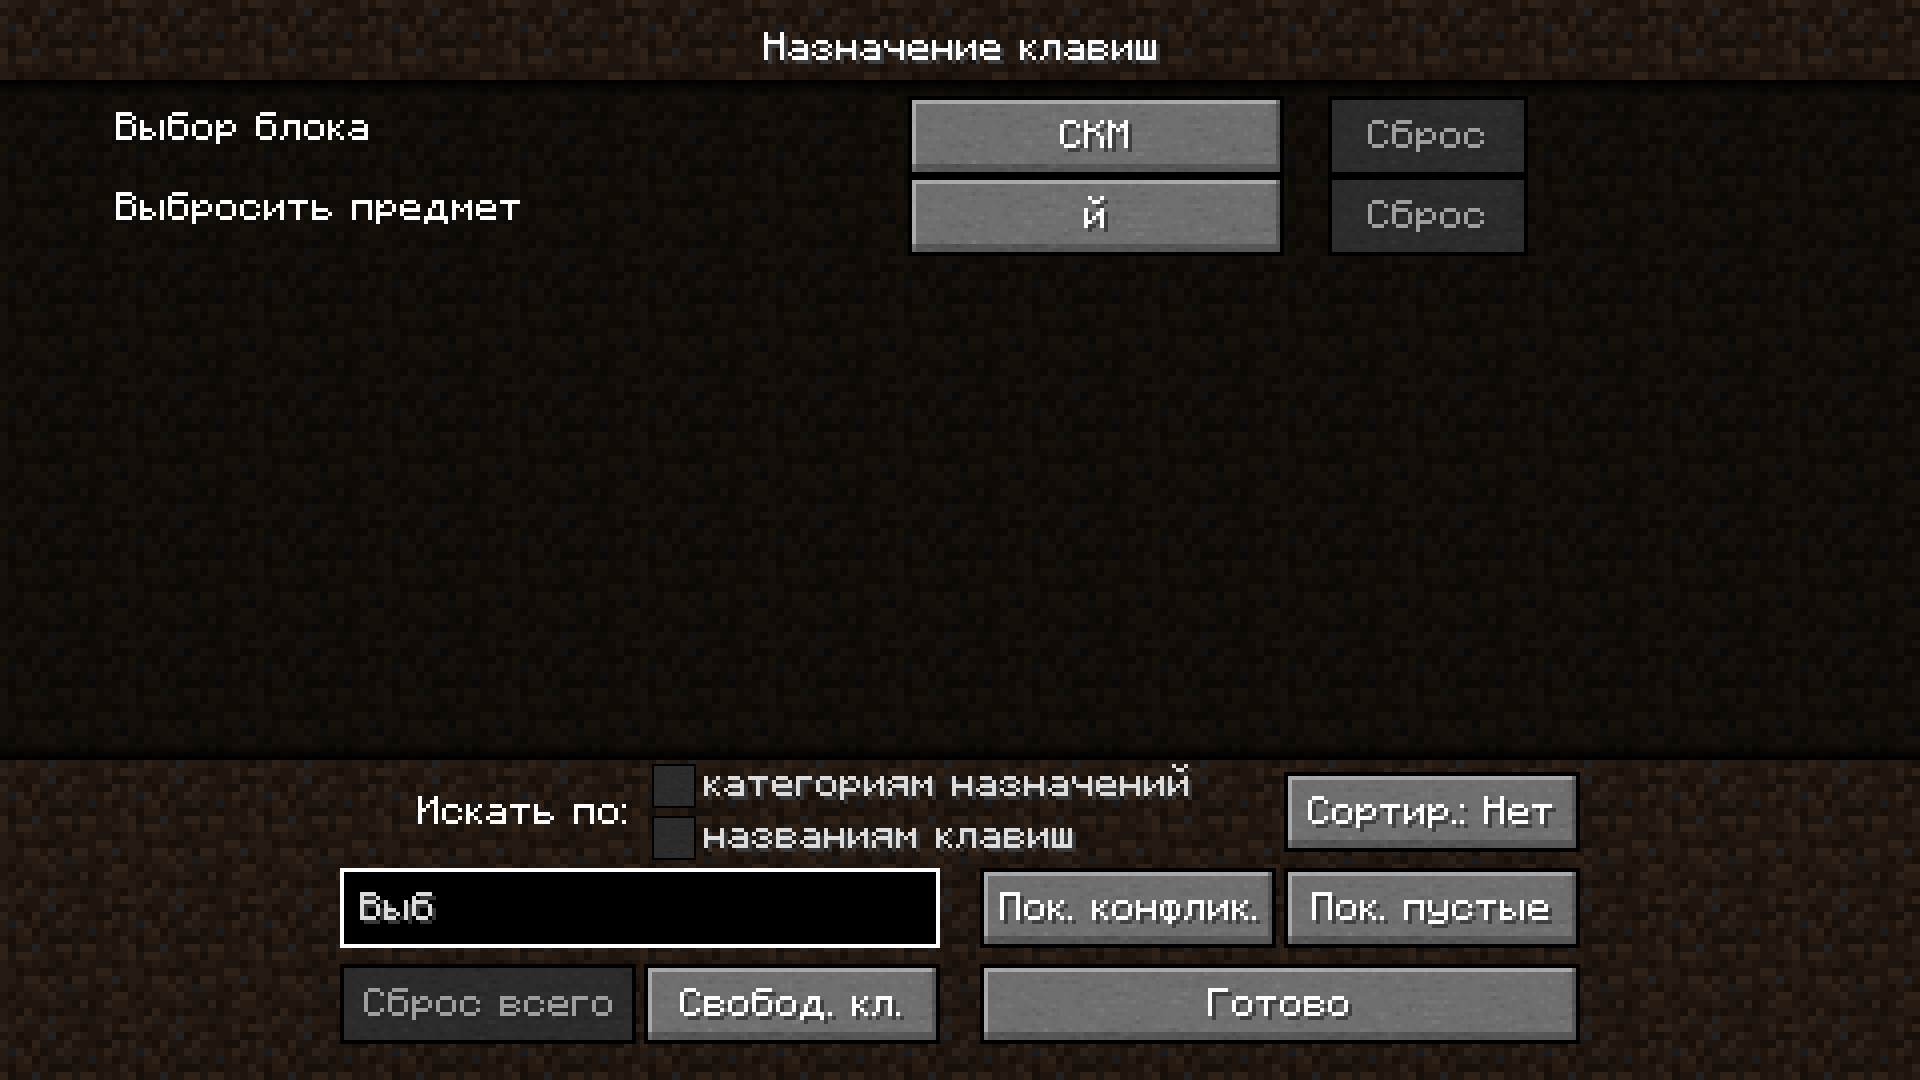 Назначение клавиш
Выбор блока СКМ Сброс
Выбросить предмет й Сброс
Искать по: категориям назначений
названиям клавиш
Сортир.: Нет
Выб Пок. конфлик. Пок. пустые
Сброс всего Свобод. кл. Готово